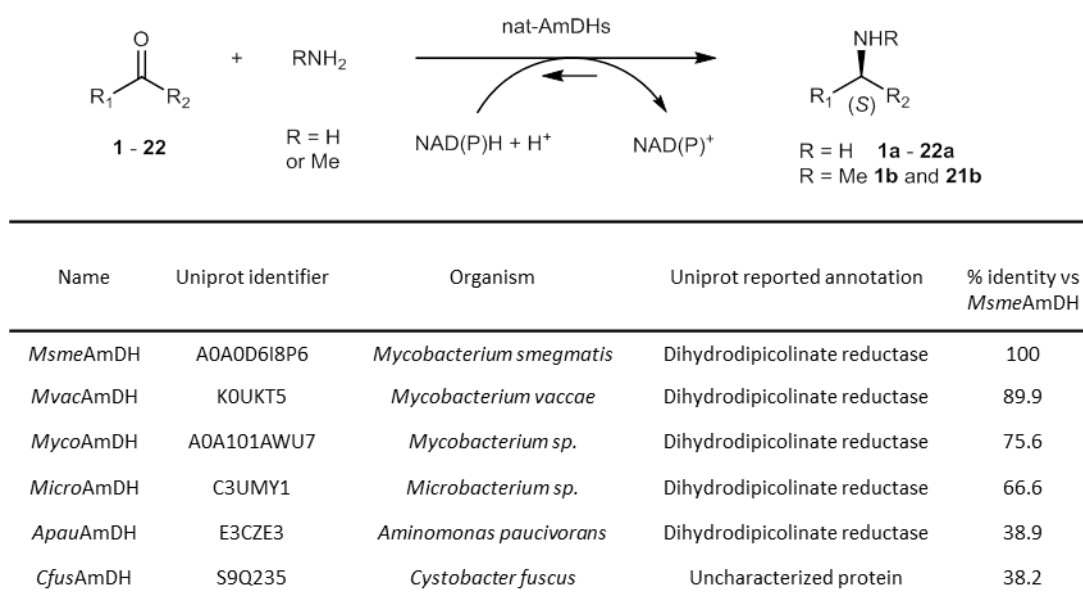 nat-AmDHs
O
NHR
+
RNH2
R1
R2
R1
(S)
R2
1 - 22
R = H
or Me
NAD(P)H + H+
NAD(P)+
R = H 1a - 22a
R = Me 1b and 21b
Name Uniprot identifier Organism Uniprot reported annotation % identity vs
MsmeAmDH
MsmeAmDH A0A0D6I8P6 Mycobacterium smegmatis Dihydrodipicolinate reductase 100
MvacAmDH K0UKT5 Mycobacterium vaccae Dihydrodipicolinate reductase 89.9
MycoAmDH A0A101AWU7 Mycobacterium sp. Dihydrodipicolinate reductase 75.6
MicroAmDH C3UMY1 Microbacterium sp. Dihydrodipicolinate reductase 66.6
ApauAmDH E3CZE3 Aminomonas paucivorans Dihydrodipicolinate reductase 38.9
CfusAmDH S9Q235 Cystobacter fuscus Uncharacterized protein 38.2